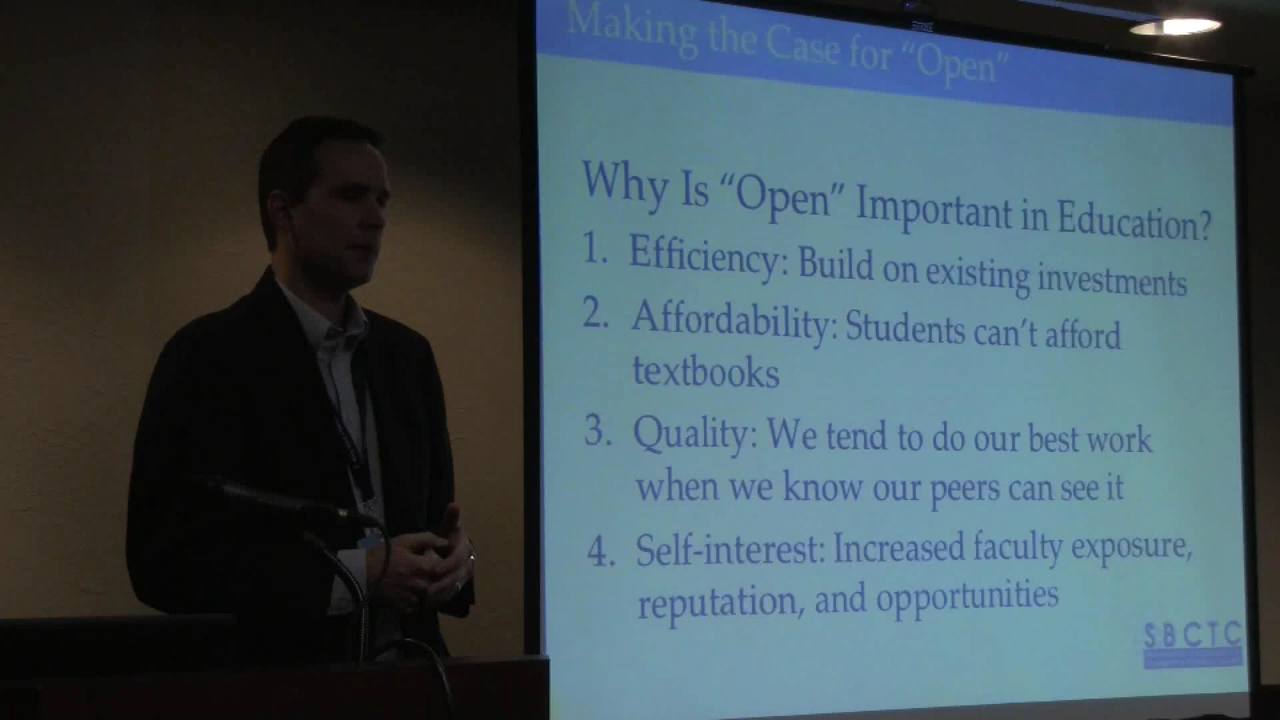 Making the Case for “Open”
Why Is “Open” Important in Education?
1. Efficiency: Build on existing investments
2. Affordability: Students can’t afford
textbooks
3. Quality: We tend to do our best work
when we know our peers can see it
4. Self-interest: Increased faculty exposure,
reputation, and opportunities
SBCTC